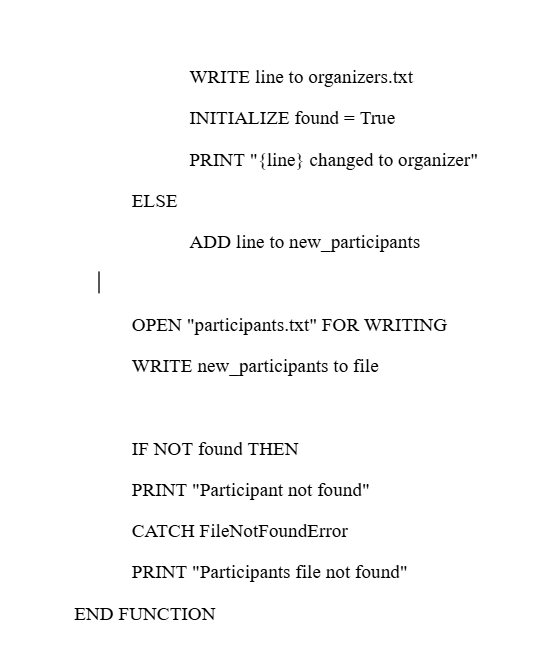 WRITE line to organizers.txt
INITIALIZE found = True
PRINT "{line} changed to organizer"
ELSE
ADD line to new_participants
OPEN "participants.txt" FOR WRITING
WRITE new_participants to file
IF NOT found THEN
PRINT "Participant not found"
CATCH FileNotFoundError
PRINT "Participants file not found"
END FUNCTION